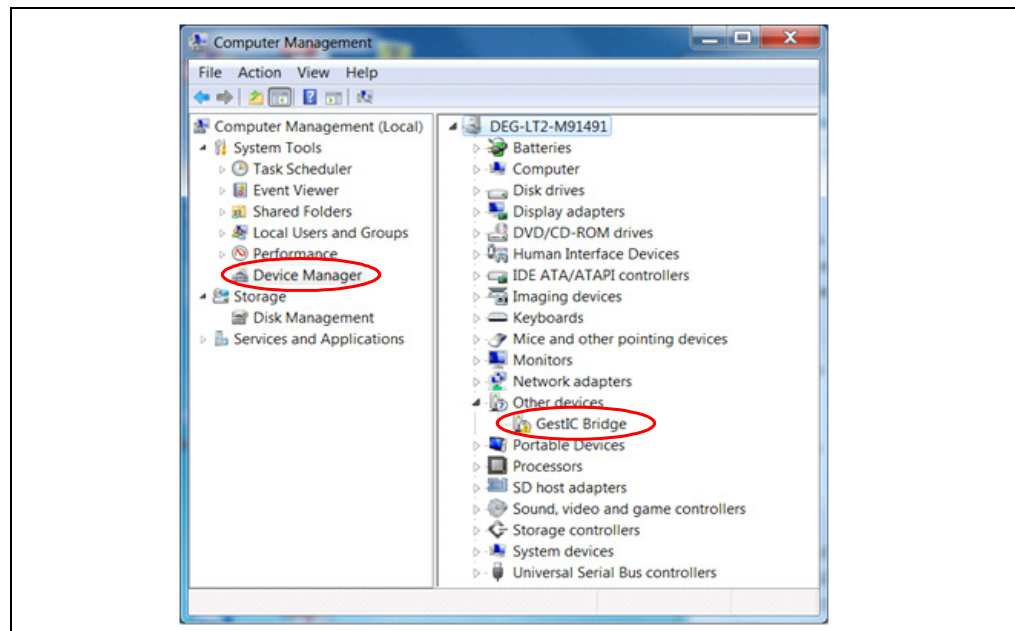 Computer Management
File Action View Help
Computer Management (Local)
System Tools
Task Scheduler
Event Viewer
Shared Folders
Local Users and Groups
Performance
Device Manager
Storage
Disk Management
Services and Applications
DEG-LT2-M91491
Batteries
Computer
Disk drives
Display adapters
DVD/CD-ROM drives
Human Interface Devices
IDE ATA/ATAPI controllers
Imaging devices
Keyboards
Mice and other pointing devices
Monitors
Network adapters
Other devices
GestIC Bridge
Portable Devices
Processors
SD host adapters
Sound, video and game controllers
Storage controllers
System devices
Universal Serial Bus controllers